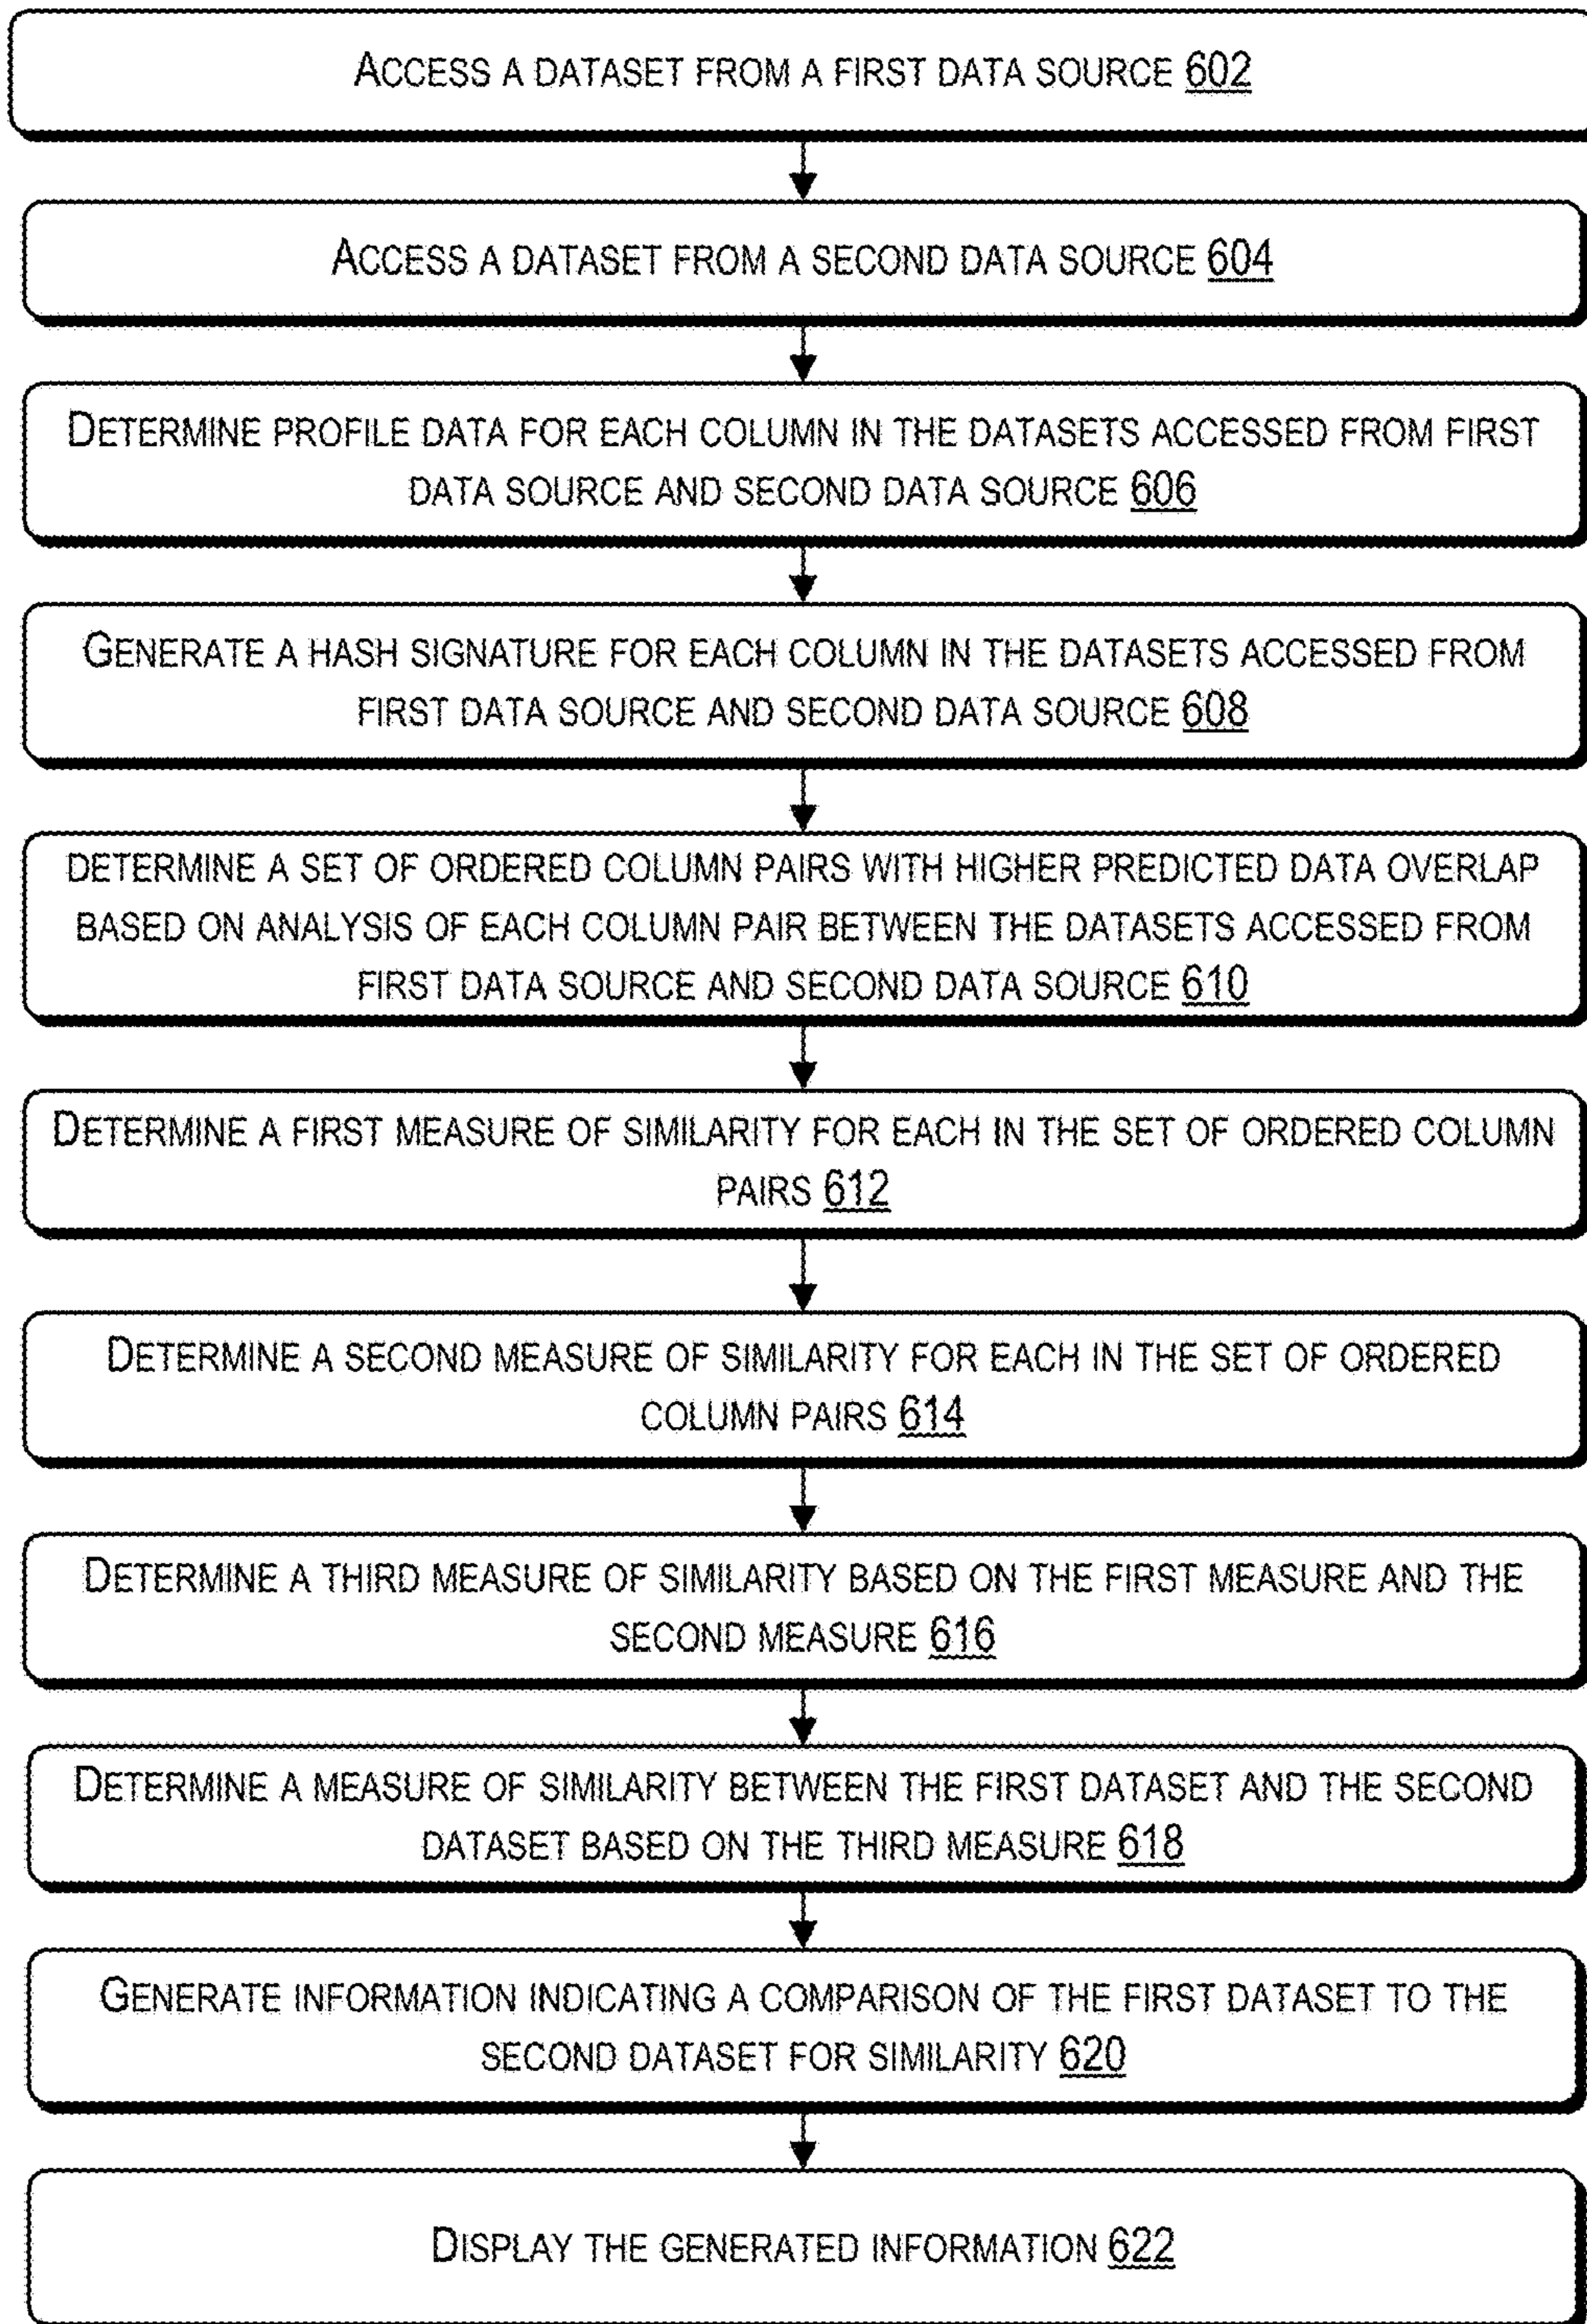 ACCESS A DATASET FROM A FIRST DATA SOURCE 602
ACCESS A DATASET FROM A SECOND DATA SOURCE 604
DETERMINE PROFILE DATA FOR EACH COLUMN IN THE DATASETS ACCESSED FROM FIRST
DATA SOURCE AND SECOND DATA SOURCE 606
GENERATE A HASH SIGNATURE FOR EACH COLUMN IN THE DATASETS ACCESSED FROM
FIRST DATA SOURCE AND SECOND DATA SOURCE 608
DETERMINE A SET OF ORDERED COLUMN PAIRS WITH HIGHER PREDICTED DATA OVERLAP
BASED ON ANALYSIS OF EACH COLUMN PAIR BETWEEN THE DATASETS ACCESSED FROM
FIRST DATA SOURCE AND SECOND DATA SOURCE 610
DETERMINE A FIRST MEASURE OF SIMILARITY FOR EACH IN THE SET OF ORDERED COLUMN
PAIRS 612
DETERMINE A SECOND MEASURE OF SIMILARITY FOR EACH IN THE SET OF ORDERED
COLUMN PAIRS 614
DETERMINE A THIRD MEASURE OF SIMILARITY BASED ON THE FIRST MEASURE AND THE
SECOND MEASURE 616
DETERMINE A MEASURE OF SIMILARITY BETWEEN THE FIRST DATASET AND THE SECOND
DATASET BASED ON THE THIRD MEASURE 618
GENERATE INFORMATION INDICATING A COMPARISON OF THE FIRST DATASET TO THE
SECOND DATASET FOR SIMILARITY 620
DISPLAY THE GENERATED INFORMATION 622